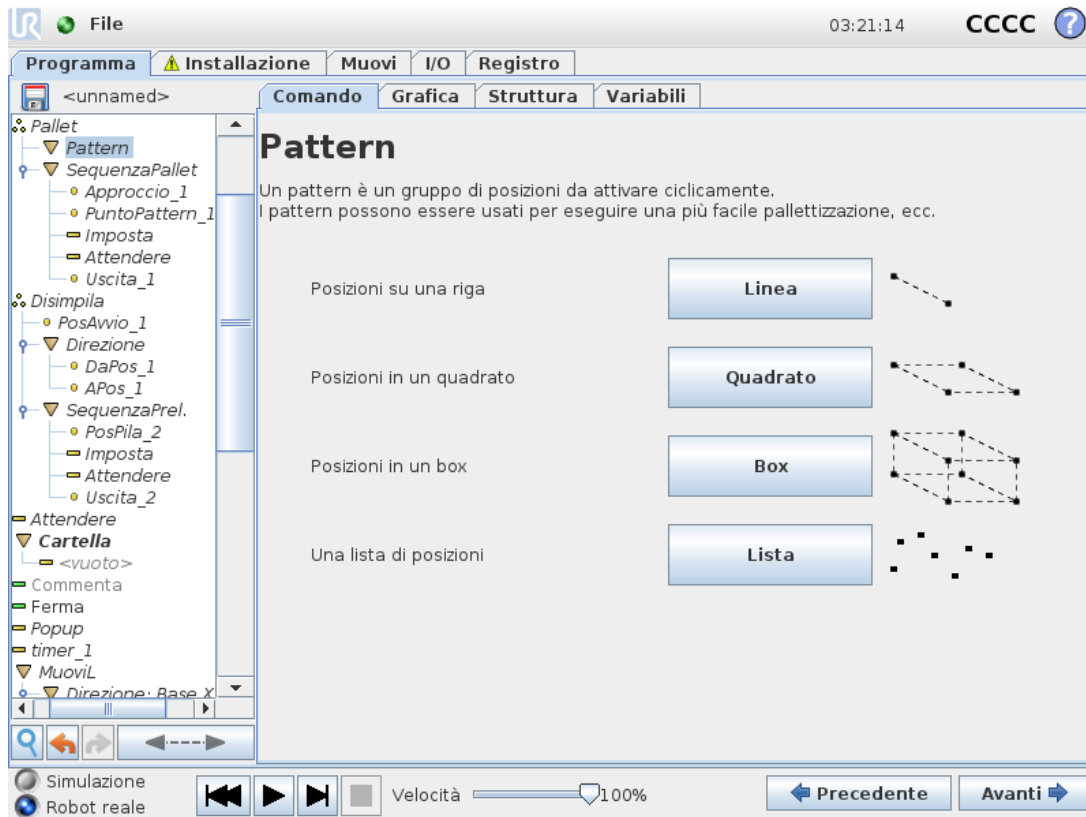 UR File 03:21:14 CCCC ?
Programma Installazione Muovi I/O Registro
<unnamed>
Comando Grafica Struttura Variabili
Pallet
Pattern
SequenzaPallet
Approccio_1
PuntoPattern_1
Imposta
Attendere
Uscita_1
Disimpila
PosAvvio_1
Direzione
DaPos_1
APos_1
SequenzaPrel.
PosPila_2
Imposta
Attendere
Uscita_2
Attendere
Cartella
<vuoto>
Commenta
Ferma
Popup
timer_1
MuoviL
Direzione: Base X
Pattern
Un pattern è un gruppo di posizioni da attivare ciclicamente.
I pattern possono essere usati per eseguire una più facile pallettizzazione, ecc.
Posizioni su una riga Linea
Posizioni in un quadrato Quadrato
Posizioni in un box Box
Una lista di posizioni Lista
Simulazione
Robot reale
Velocità 100%
Precedente Avanti